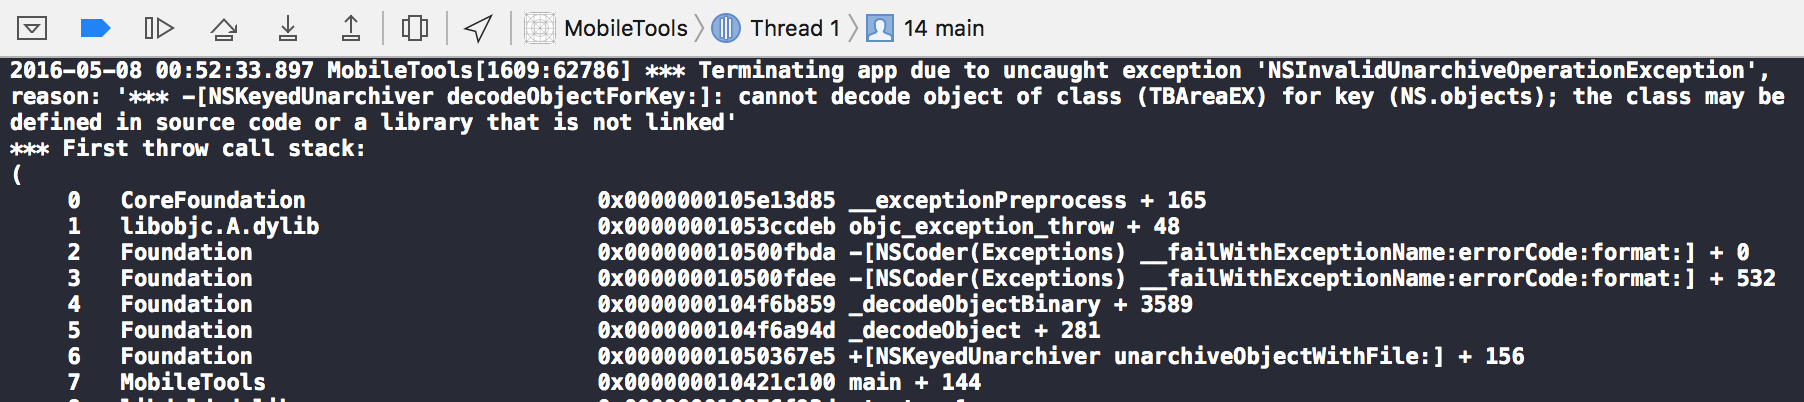 MobileTools Thread 1 14 main
2016-05-08 00:52:33.897 MobileTools[1609:62786] *** Terminating app due to uncaught exception 'NSInvalidUnarchiveOperationException',
reason: '*** -[NSKeyedUnarchiver decodeObjectForKey:]: cannot decode object of class (TBAreaEX) for key (NS.objects); the class may be
defined in source code or a library that is not linked'
*** First throw call stack:
(
0 CoreFoundation 0x0000000105e13d85 __exceptionPreprocess + 165
1 libobjc.A.dylib 0x00000001053ccdeb objc_exception_throw + 48
2 Foundation 0x000000010500fbda -[NSCoder(Exceptions) __failWithExceptionName:errorCode:format:] + 0
3 Foundation 0x000000010500fdee -[NSCoder(Exceptions) __failWithExceptionName:errorCode:format:] + 532
4 Foundation 0x0000000104f6b859 _decodeObjectBinary + 3589
5 Foundation 0x0000000104f6a94d _decodeObject + 281
6 Foundation 0x00000001050367e5 +[NSKeyedUnarchiver unarchiveObjectWithFile:] + 156
7 MobileTools 0x000000010421c100 main + 144